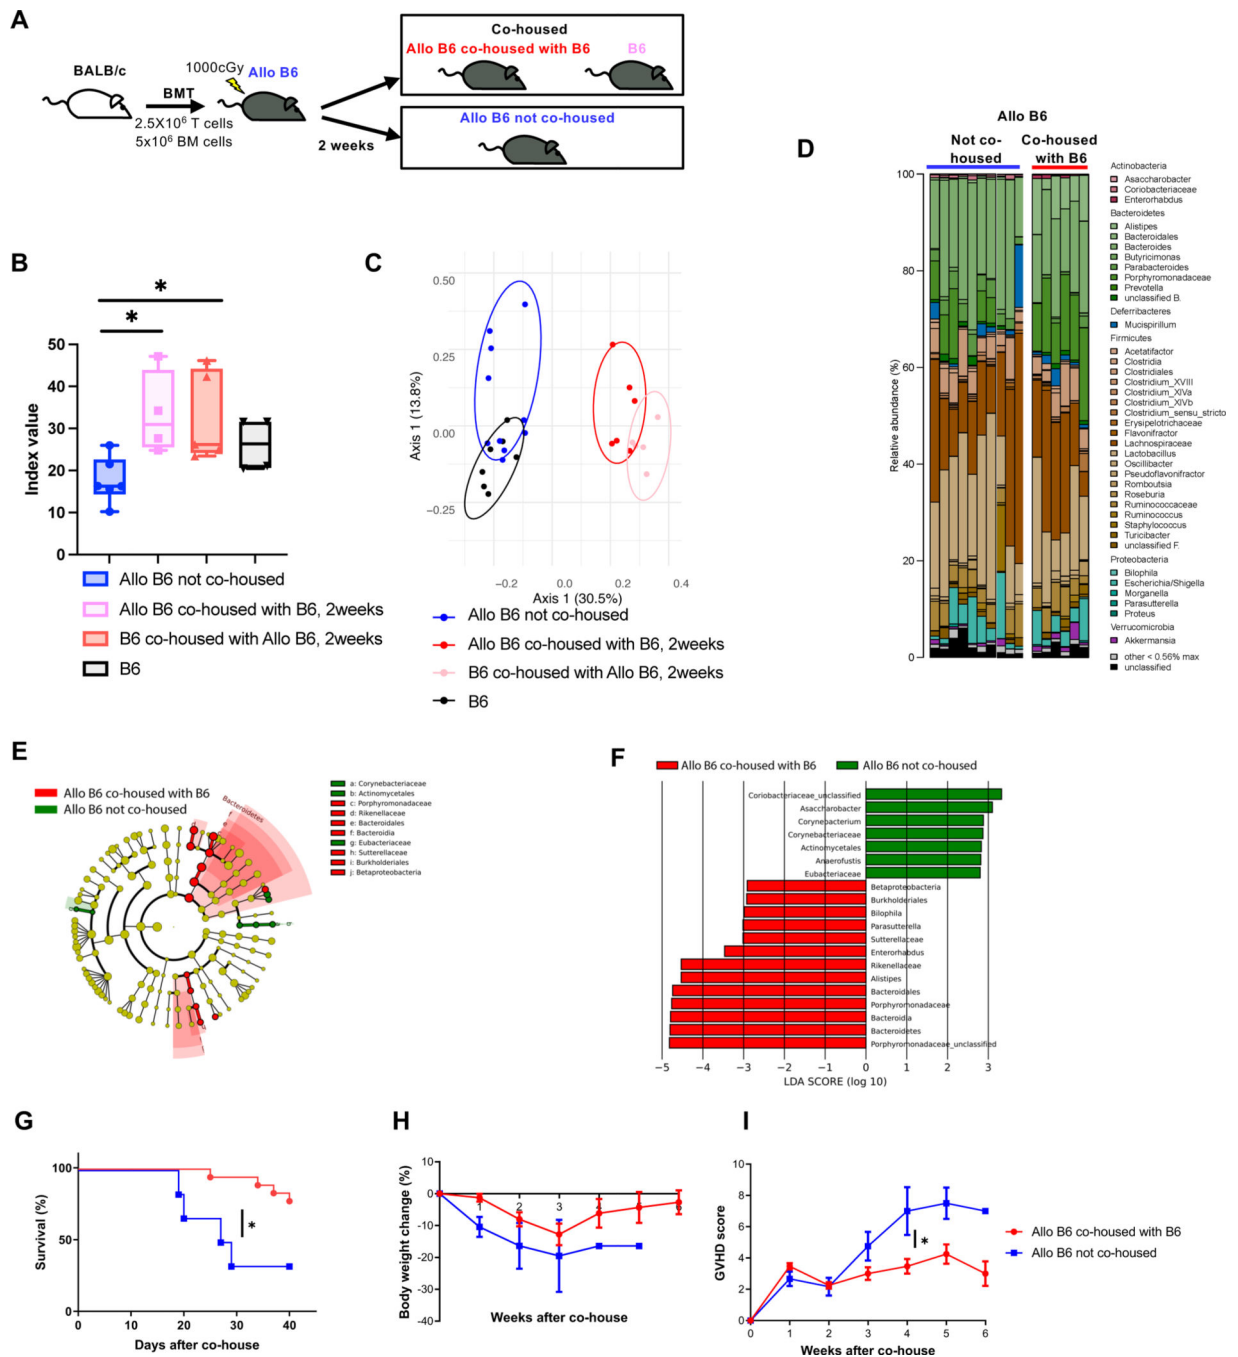 A
BALB/c
BMT
2.5X10⁶ T cells
5x10⁶ BM cells
1000cGy
Allo B6
2 weeks
Co-housed
Allo B6 co-housed with B6
B6
Allo B6 not co-housed
B
Index value
50
40
30
20
10
0
*
*
Allo B6 not co-housed
Allo B6 co-housed with B6, 2weeks
B6 co-housed with Allo B6, 2weeks
B6
C
Axis 1 (13.8%)
0.50
0.25
0.00
−0.25
−0.2
0.0
0.2
0.4
Axis 1 (30.5%)
Allo B6 not co-housed
Allo B6 co-housed with B6, 2weeks
B6 co-housed with Allo B6, 2weeks
B6
D
Allo B6
Not co-
housed
Co-housed
with B6
Relative abundance (%)
100
80
60
40
20
0
Actinobacteria
Asaccharobacter
Coriobacteriaceae
Enterorhabdus
Bacteroidetes
Alistipes
Bacteroidales
Bacteroides
Butyricimonas
Parabacteroides
Porphyromonadaceae
Prevotella
unclassified B.
Deferribacteres
Mucispirillum
Firmicutes
Acetatifactor
Clostridia
Clostridiales
Clostridium_XVIII
Clostridium_XIVa
Clostridium_XIVb
Clostridium_sensu_stricto
Erysipelotrichaceae
Flavonifractor
Lachnospiraceae
Lactobacillus
Oscillibacter
Pseudoflavonifractor
Romboutsia
Roseburia
Ruminococcaceae
Ruminococcus
Staphylococcus
Turicibacter
unclassified F.
Proteobacteria
Bilophila
Escherichia/Shigella
Morganella
Parasutterella
Proteus
Verrucomicrobia
Akkermansia
other < 0.56% max
unclassified
E
Allo B6 co-housed with B6
Allo B6 not co-housed
Bacteroidetes
a: Corynebacteriaceae
b: Actinomycetales
c: Porphyromonadaceae
d: Rikenellaceae
e: Bacteroidales
f: Bacteroidia
g: Eubacteriaceae
h: Sutterellaceae
i: Burkholderiales
j: Betaproteobacteria
F
Allo B6 co-housed with B6
Allo B6 not co-housed
Coriobacteriaceae_unclassified
Asaccharobacter
Corynebacterium
Corynebacteriaceae
Actinomycetales
Anaerofustis
Eubacteriaceae
Betaproteobacteria
Burkholderiales
Bilophila
Parasutterella
Sutterellaceae
Enterorhabdus
Rikenellaceae
Alistipes
Bacteroidales
Porphyromonadaceae
Bacteroidia
Bacteroidetes
Porphyromonadaceae_unclassified
−5 −4 −3 −2 −1 0 1 2 3
LDA SCORE (log 10)
G
Survival (%)
100
50
0
*
0 10 20 30 40
Days after co-house
H
Body weight change (%)
10
0
-10
-20
-30
-40
1 2 3 6
Weeks after co-house
I
GVHD score
10
8
6
4
2
0
*
0 1 2 3 4 5 6
Weeks after co-house
Allo B6 co-housed with B6
Allo B6 not co-housed